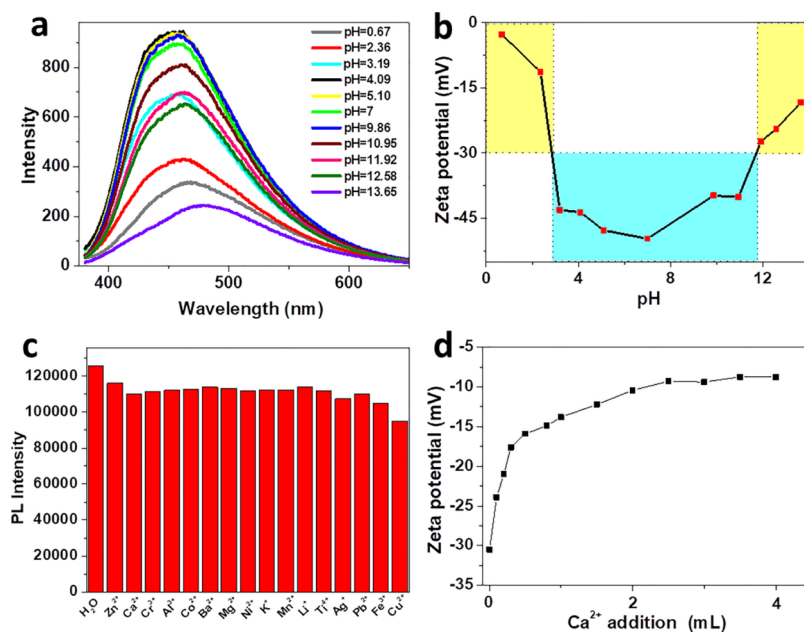 a
pH=0.67
pH=2.36
pH=3.19
pH=4.09
pH=5.10
pH=7
pH=9.86
pH=10.95
pH=11.92
pH=12.58
pH=13.65
Intensity
800
600
400
200
0
400
500
600
Wavelength (nm)
b
Zeta potential (mV)
0
-15
-30
-45
0
4
8
12
pH
c
PL Intensity
120000
100000
80000
60000
40000
20000
0
H₂O
Zn²⁺
Ca²⁺
Cr³⁺
Al³⁺
Co²⁺
Ba²⁺
Mg²⁺
Ni²⁺
K⁺
Mn²⁺
Li⁺
Ti⁴⁺
Ag⁺
Pb²⁺
Fe³⁺
Cu²⁺
d
Zeta potential (mV)
-5
-10
-15
-20
-25
-30
-35
0
2
4
Ca²⁺ addition (mL)